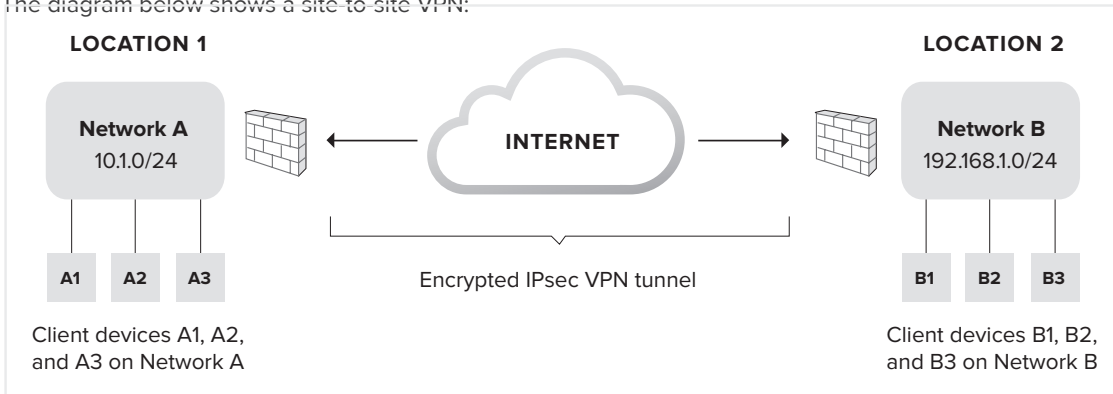 The diagram below shows a site-to-site VPN:
LOCATION 1
LOCATION 2
Network A
10.1.0/24
INTERNET
Network B
192.168.1.0/24
A1
A2
A3
Encrypted IPsec VPN tunnel
B1
B2
B3
Client devices A1, A2,
and A3 on Network A
Client devices B1, B2,
and B3 on Network B